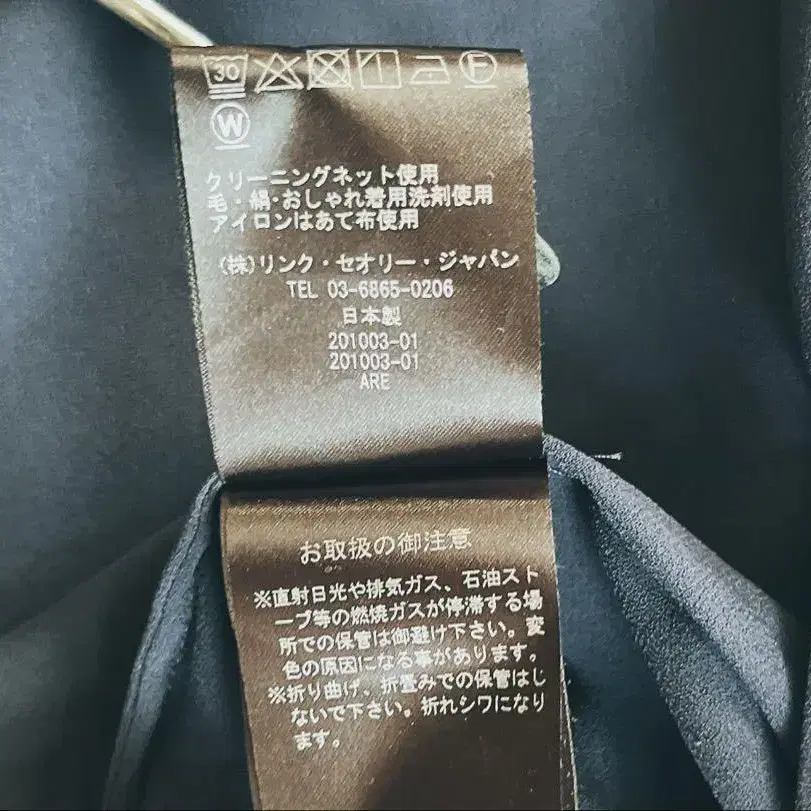 30
F
W
クリーニングネット使用
毛・絹・おしゃれ着用洗剤使用
アイロンはあて布使用
(株)リンク・セオリー・ジャパン
TEL 03-6865-0206
日本製
201003-01
201003-01
ARE
お取扱の御注意
※直射日光や排気ガス、石油スト
ーブ等の燃焼ガスが停滞する場
所での保管は御避け下さい。変
色の原因になる事があります。
※折り曲げ、折畳みでの保管はじ
ないで下さい。折れシワになり
ます。